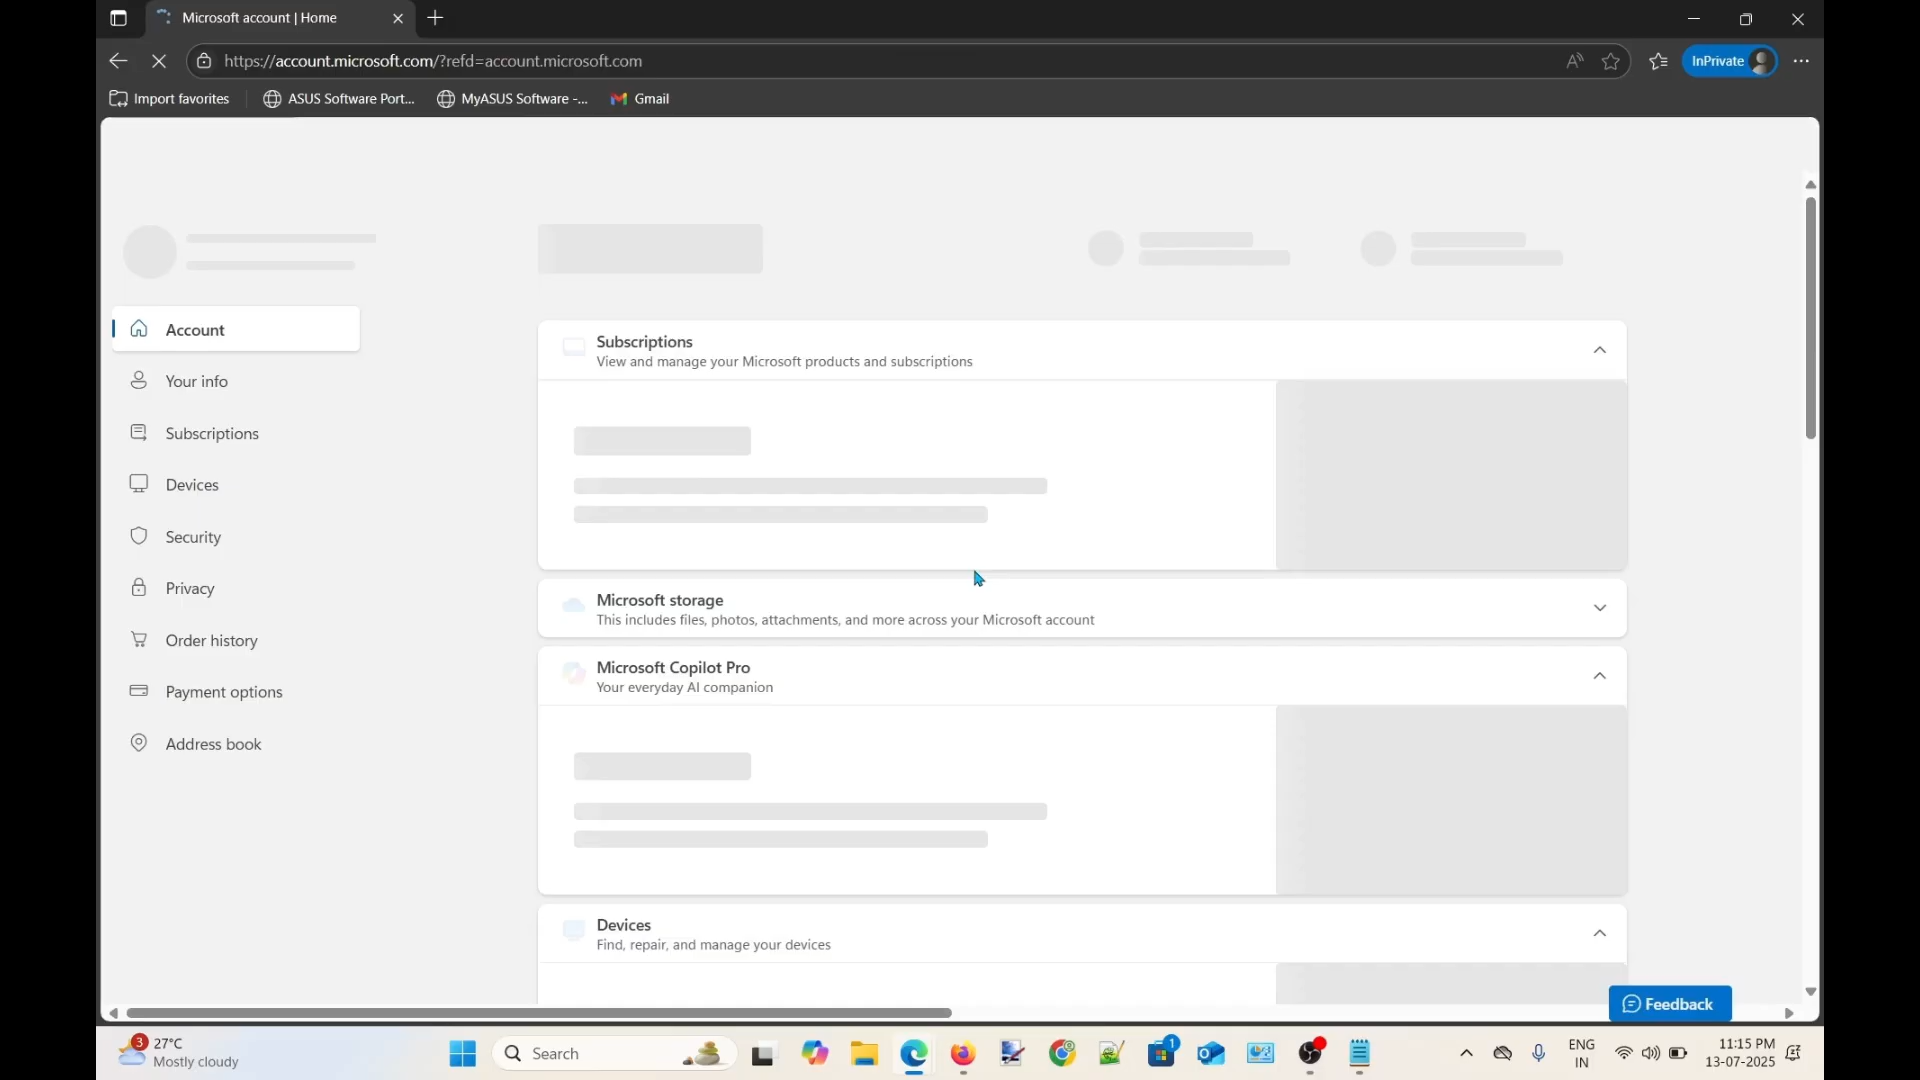 Microsoft account | Home
https://account.microsoft.com/?refd=account.microsoft.com
InPrivate
Import favorites
ASUS Software Port...
MyASUS Software -...
Gmail
Account
Your info
Subscriptions
Devices
Security
Privacy
Order history
Payment options
Address book
Subscriptions
View and manage your Microsoft products and subscriptions
Microsoft storage
This includes files, photos, attachments, and more across your Microsoft account
Microsoft Copilot Pro
Your everyday AI companion
Devices
Find, repair, and manage your devices
Feedback
3
27°C
Mostly cloudy
Search
1
ENG
IN
11:15 PM
13-07-2025